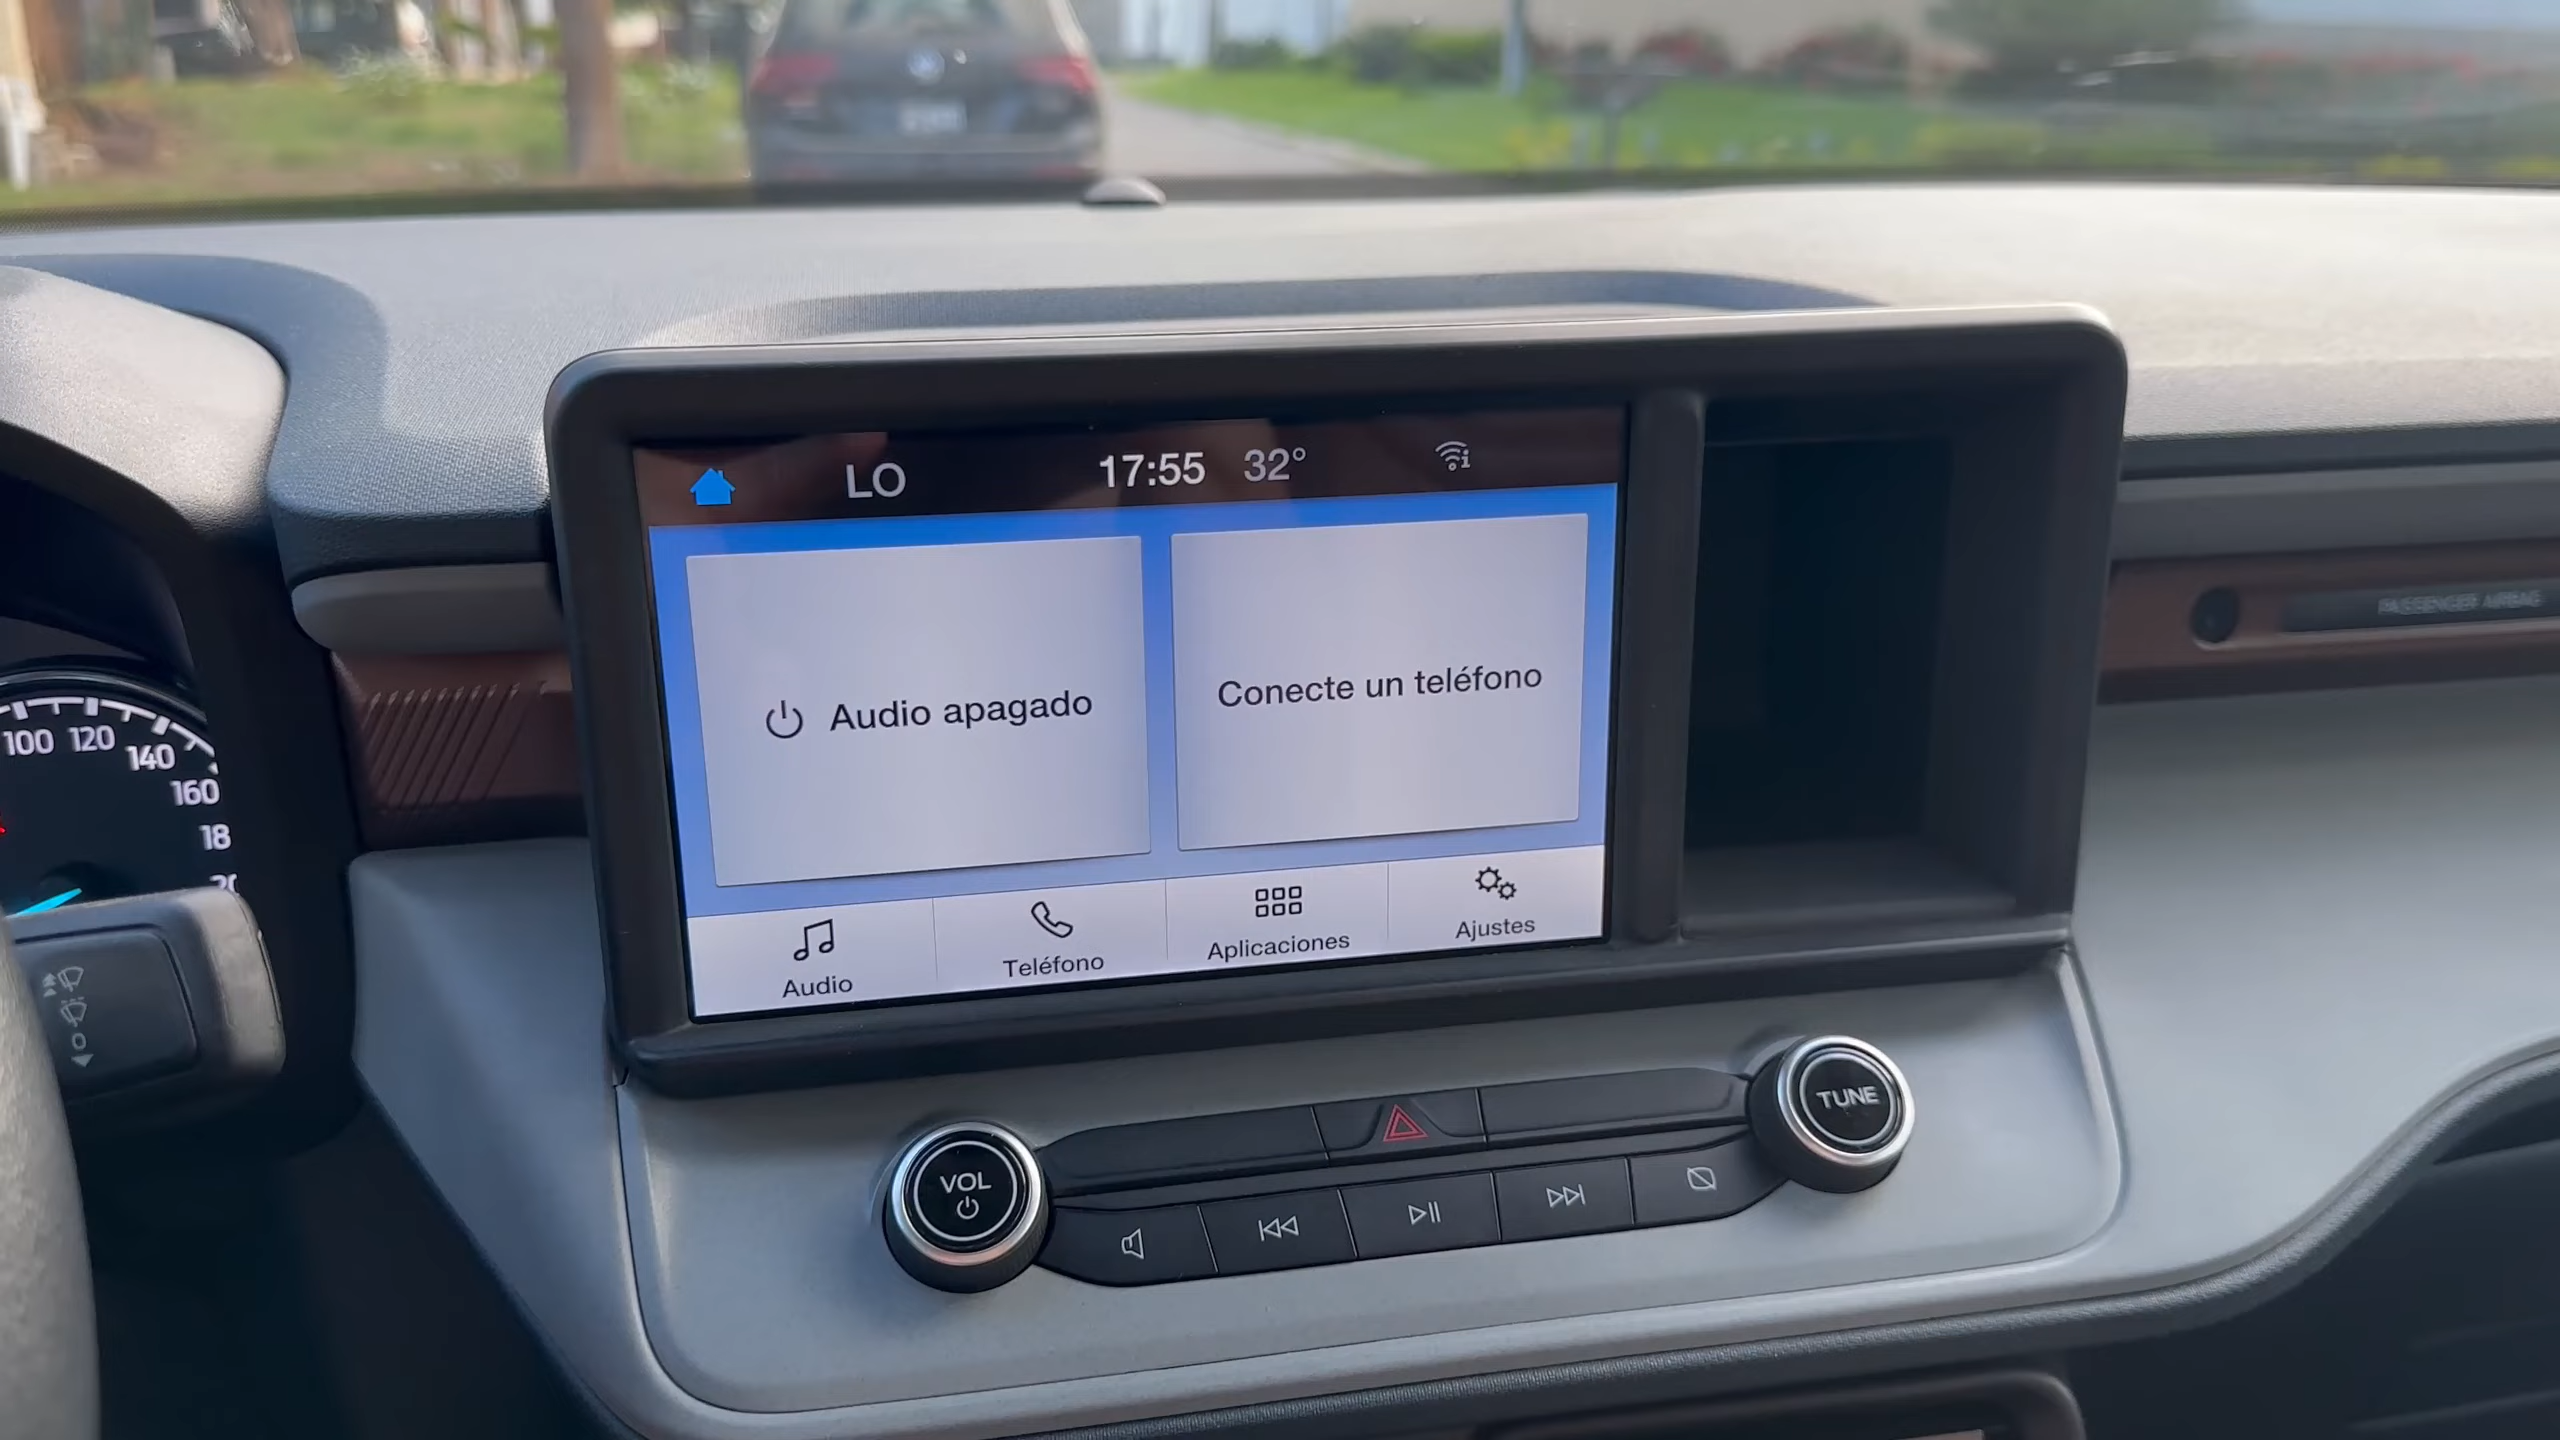 LO 17:55 32°
Audio apagado
Conecte un teléfono
Audio
Teléfono
Aplicaciones
Ajustes
VOL
TUNE
PASSENGER AIRBAG
100 120 140 160
0